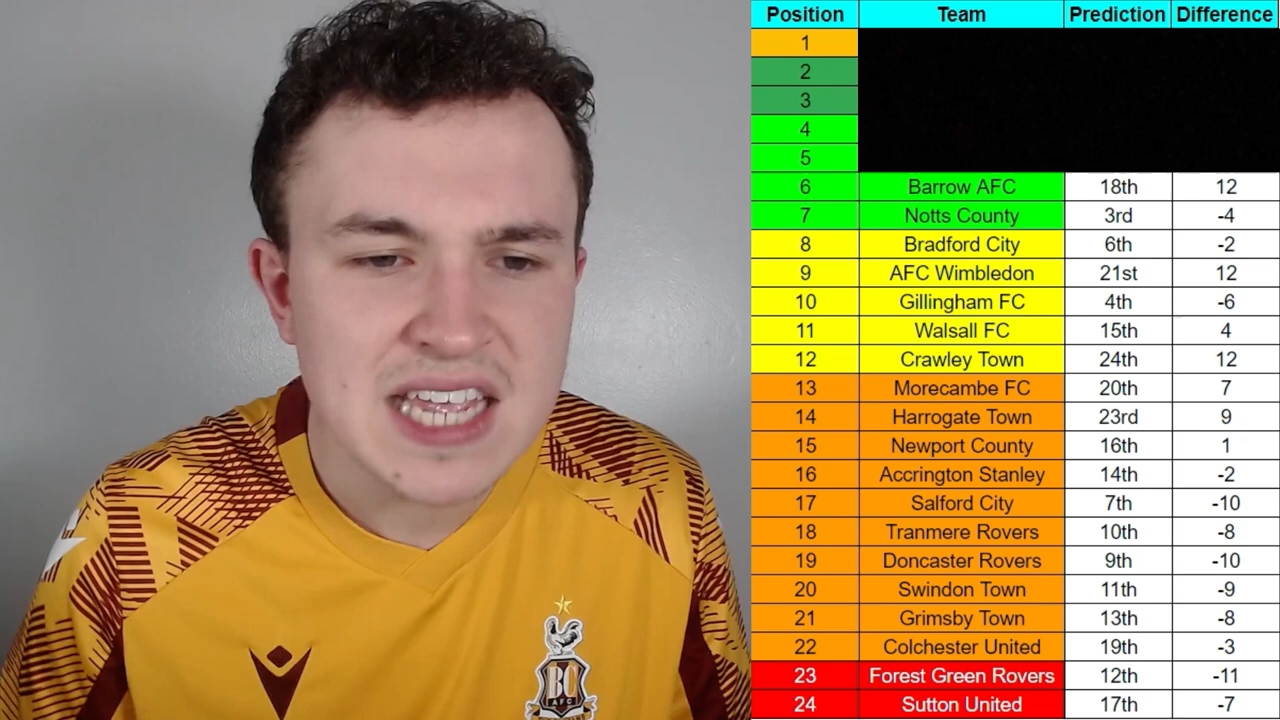 Position Team Prediction Difference
1
2
3
4
5
6 Barrow AFC 18th 12
7 Notts County 3rd -4
8 Bradford City 6th -2
9 AFC Wimbledon 21st 12
10 Gillingham FC 4th -6
11 Walsall FC 15th 4
12 Crawley Town 24th 12
13 Morecambe FC 20th 7
14 Harrogate Town 23rd 9
15 Newport County 16th 1
16 Accrington Stanley 14th -2
17 Salford City 7th -10
18 Tranmere Rovers 10th -8
19 Doncaster Rovers 9th -10
20 Swindon Town 11th -9
21 Grimsby Town 13th -8
22 Colchester United 19th -3
23 Forest Green Rovers 12th -11
24 Sutton United 17th -7
BC
AFC